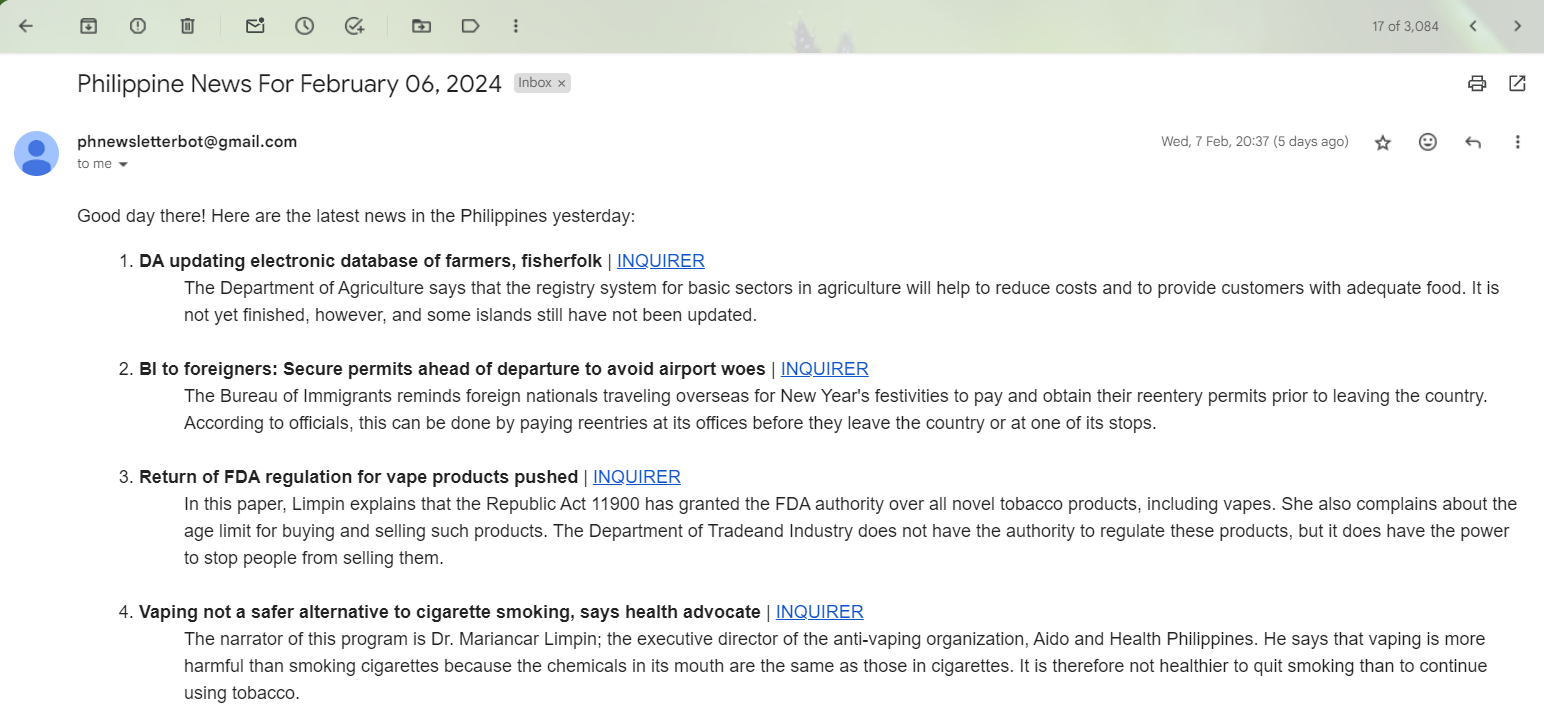 17 of 3,084
Philippine News For February 06, 2024 Inbox ×
phnewsletterbot@gmail.com
Wed, 7 Feb, 20:37 (5 days ago)
to me
Good day there! Here are the latest news in the Philippines yesterday:
1. DA updating electronic database of farmers, fisherfolk | INQUIRER
The Department of Agriculture says that the registry system for basic sectors in agriculture will help to reduce costs and to provide customers with adequate food. It is
not yet finished, however, and some islands still have not been updated.
2. BI to foreigners: Secure permits ahead of departure to avoid airport woes | INQUIRER
The Bureau of Immigrants reminds foreign nationals traveling overseas for New Year's festivities to pay and obtain their reentery permits prior to leaving the country.
According to officials, this can be done by paying reentries at its offices before they leave the country or at one of its stops.
3. Return of FDA regulation for vape products pushed | INQUIRER
In this paper, Limpin explains that the Republic Act 11900 has granted the FDA authority over all novel tobacco products, including vapes. She also complains about the
age limit for buying and selling such products. The Department of Tradeand Industry does not have the authority to regulate these products, but it does have the power
to stop people from selling them.
4. Vaping not a safer alternative to cigarette smoking, says health advocate | INQUIRER
The narrator of this program is Dr. Mariancar Limpin; the executive director of the anti-vaping organization, Aido and Health Philippines. He says that vaping is more
harmful than smoking cigarettes because the chemicals in its mouth are the same as those in cigarettes. It is therefore not healthier to quit smoking than to continue
using tobacco.